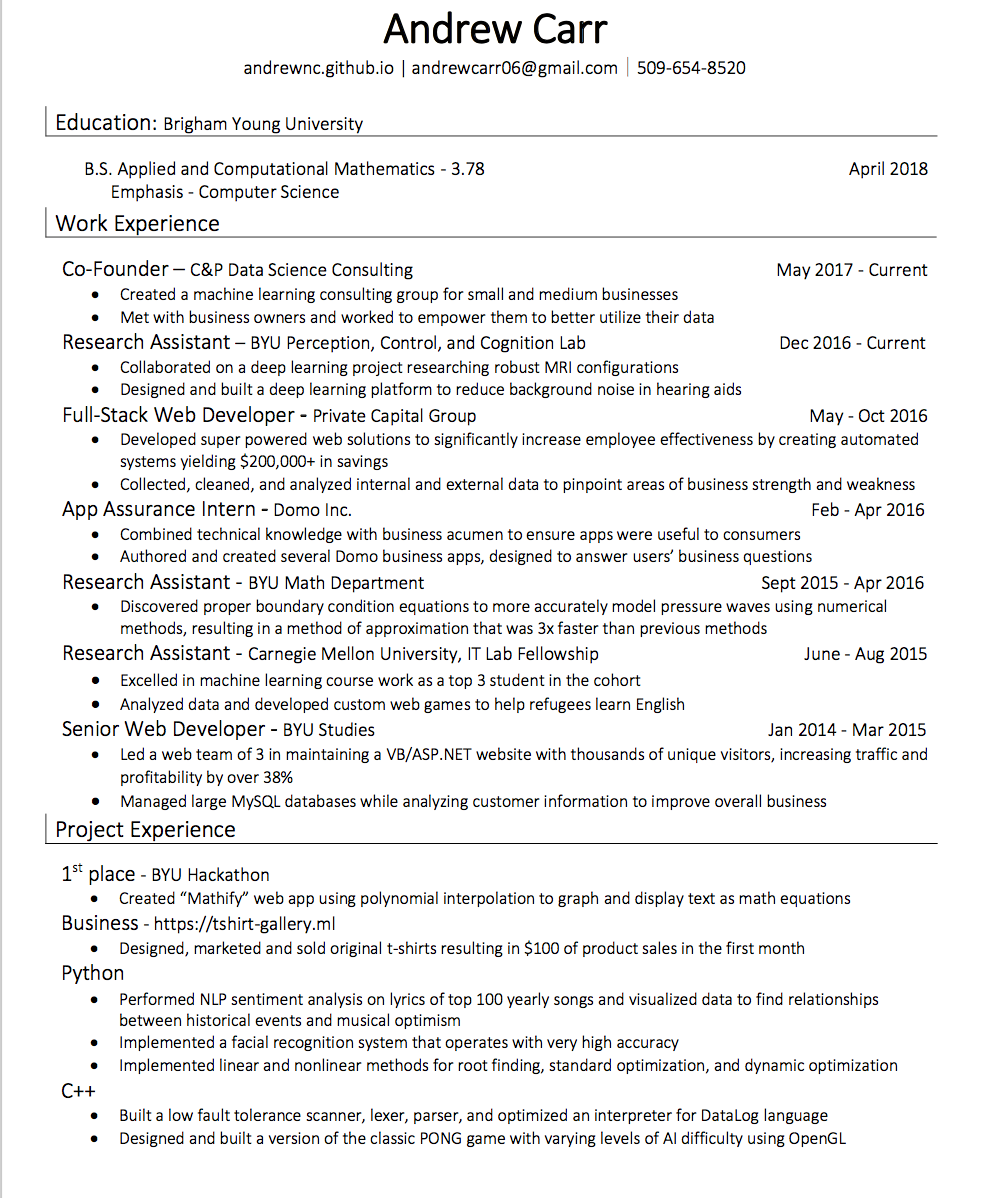 Andrew Carr
andrewnc.github.io | andrewcarr06@gmail.com | 509-654-8520
Education: Brigham Young University
B.S. Applied and Computational Mathematics - 3.78 April 2018
Emphasis - Computer Science
Work Experience
Co-Founder – C&P Data Science Consulting May 2017 - Current
• Created a machine learning consulting group for small and medium businesses
• Met with business owners and worked to empower them to better utilize their data
Research Assistant – BYU Perception, Control, and Cognition Lab Dec 2016 - Current
• Collaborated on a deep learning project researching robust MRI configurations
• Designed and built a deep learning platform to reduce background noise in hearing aids
Full-Stack Web Developer - Private Capital Group May - Oct 2016
• Developed super powered web solutions to significantly increase employee effectiveness by creating automated
systems yielding $200,000+ in savings
• Collected, cleaned, and analyzed internal and external data to pinpoint areas of business strength and weakness
App Assurance Intern - Domo Inc. Feb - Apr 2016
• Combined technical knowledge with business acumen to ensure apps were useful to consumers
• Authored and created several Domo business apps, designed to answer users’ business questions
Research Assistant - BYU Math Department Sept 2015 - Apr 2016
• Discovered proper boundary condition equations to more accurately model pressure waves using numerical
methods, resulting in a method of approximation that was 3x faster than previous methods
Research Assistant - Carnegie Mellon University, IT Lab Fellowship June - Aug 2015
• Excelled in machine learning course work as a top 3 student in the cohort
• Analyzed data and developed custom web games to help refugees learn English
Senior Web Developer - BYU Studies Jan 2014 - Mar 2015
• Led a web team of 3 in maintaining a VB/ASP.NET website with thousands of unique visitors, increasing traffic and
profitability by over 38%
• Managed large MySQL databases while analyzing customer information to improve overall business
Project Experience
1st place - BYU Hackathon
• Created “Mathify” web app using polynomial interpolation to graph and display text as math equations
Business - https://tshirt-gallery.ml
• Designed, marketed and sold original t-shirts resulting in $100 of product sales in the first month
Python
• Performed NLP sentiment analysis on lyrics of top 100 yearly songs and visualized data to find relationships
between historical events and musical optimism
• Implemented a facial recognition system that operates with very high accuracy
• Implemented linear and nonlinear methods for root finding, standard optimization, and dynamic optimization
C++
• Built a low fault tolerance scanner, lexer, parser, and optimized an interpreter for DataLog language
• Designed and built a version of the classic PONG game with varying levels of AI difficulty using OpenGL